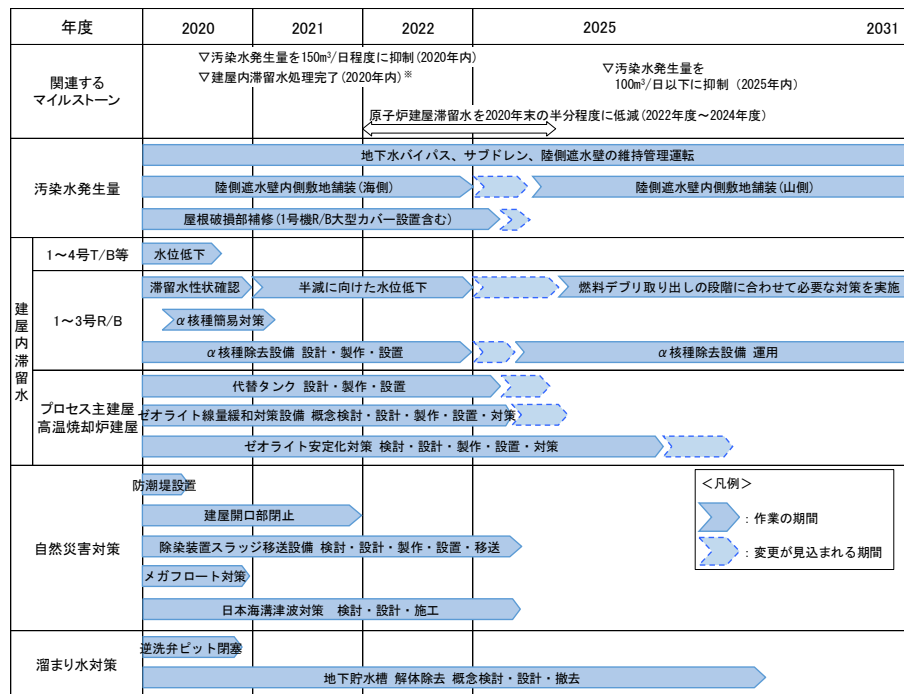 年度 2020 2021 2022 2025 2031
関連する
マイルストーン
▽汚染水発生量を150m³/日程度に抑制(2020年内)
▽建屋内滞留水処理完了(2020年内)※
▽汚染水発生量を
100m³/日以下に抑制 (2025年内)
原子炉建屋滞留水を2020年末の半分程度に低減(2022年度～2024年度)
汚染水発生量
地下水バイパス、サブドレン、陸側遮水壁の維持管理運転
陸側遮水壁内側敷地舗装(海側)
陸側遮水壁内側敷地舗装(山側)
屋根破損部補修(1号機R/B大型カバー設置含む)
建屋内滞留水
1～4号T/B等
水位低下
1～3号R/B
滞留水性状確認
半減に向けた水位低下
燃料デブリ取り出しの段階に合わせて必要な対策を実施
α核種簡易対策
α核種除去設備 設計・製作・設置
α核種除去設備 運用
プロセス主建屋
高温焼却炉建屋
代替タンク 設計・製作・設置
ゼオライト線量緩和対策設備 概念検討・設計・製作・設置・対策
ゼオライト安定化対策 検討・設計・製作・設置・対策
自然災害対策
防潮堤設置
建屋開口部閉止
除染装置スラッジ移送設備 検討・設計・製作・設置・移送
メガフロート対策
日本海溝津波対策 検討・設計・施工
＜凡例＞
：作業の期間
：変更が見込まれる期間
溜まり水対策
逆洗弁ピット閉塞
地下貯水槽 解体除去 概念検討・設計・撤去